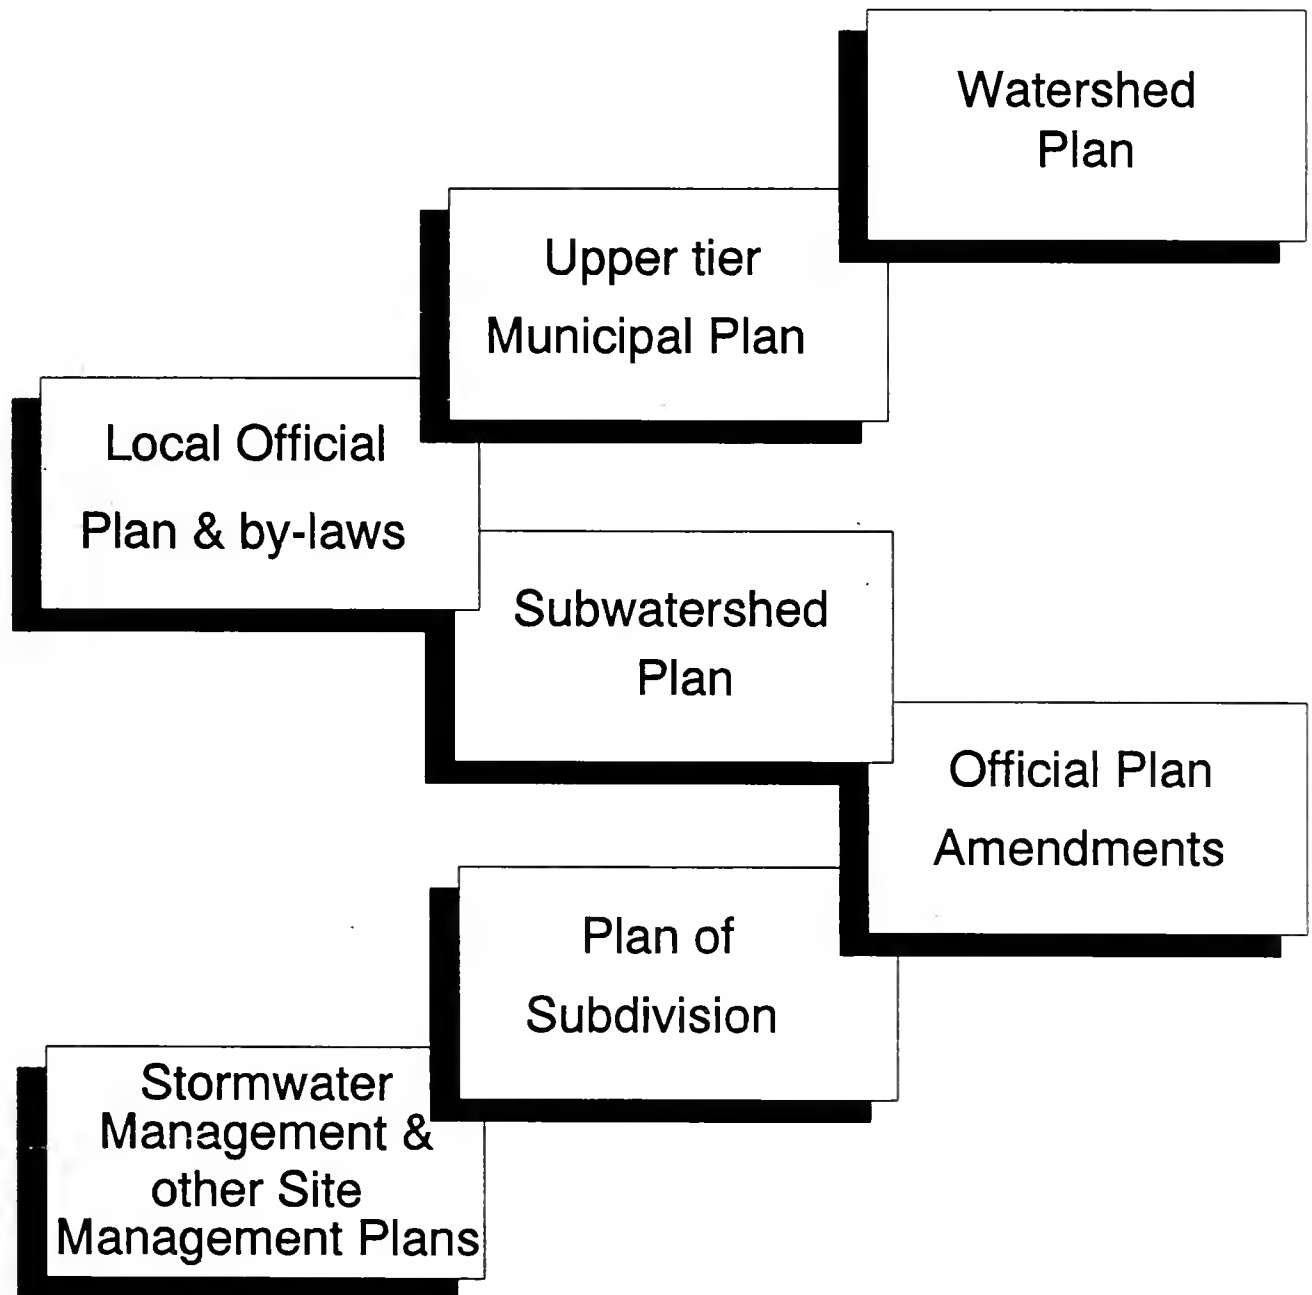 Watershed
Plan
Upper tier
Municipal Plan
Local Official
Plan & by-laws
Subwatershed
Plan
Official Plan
Amendments
Plan of
Subdivision
Stormwater
Management &
other Site
Management Plans